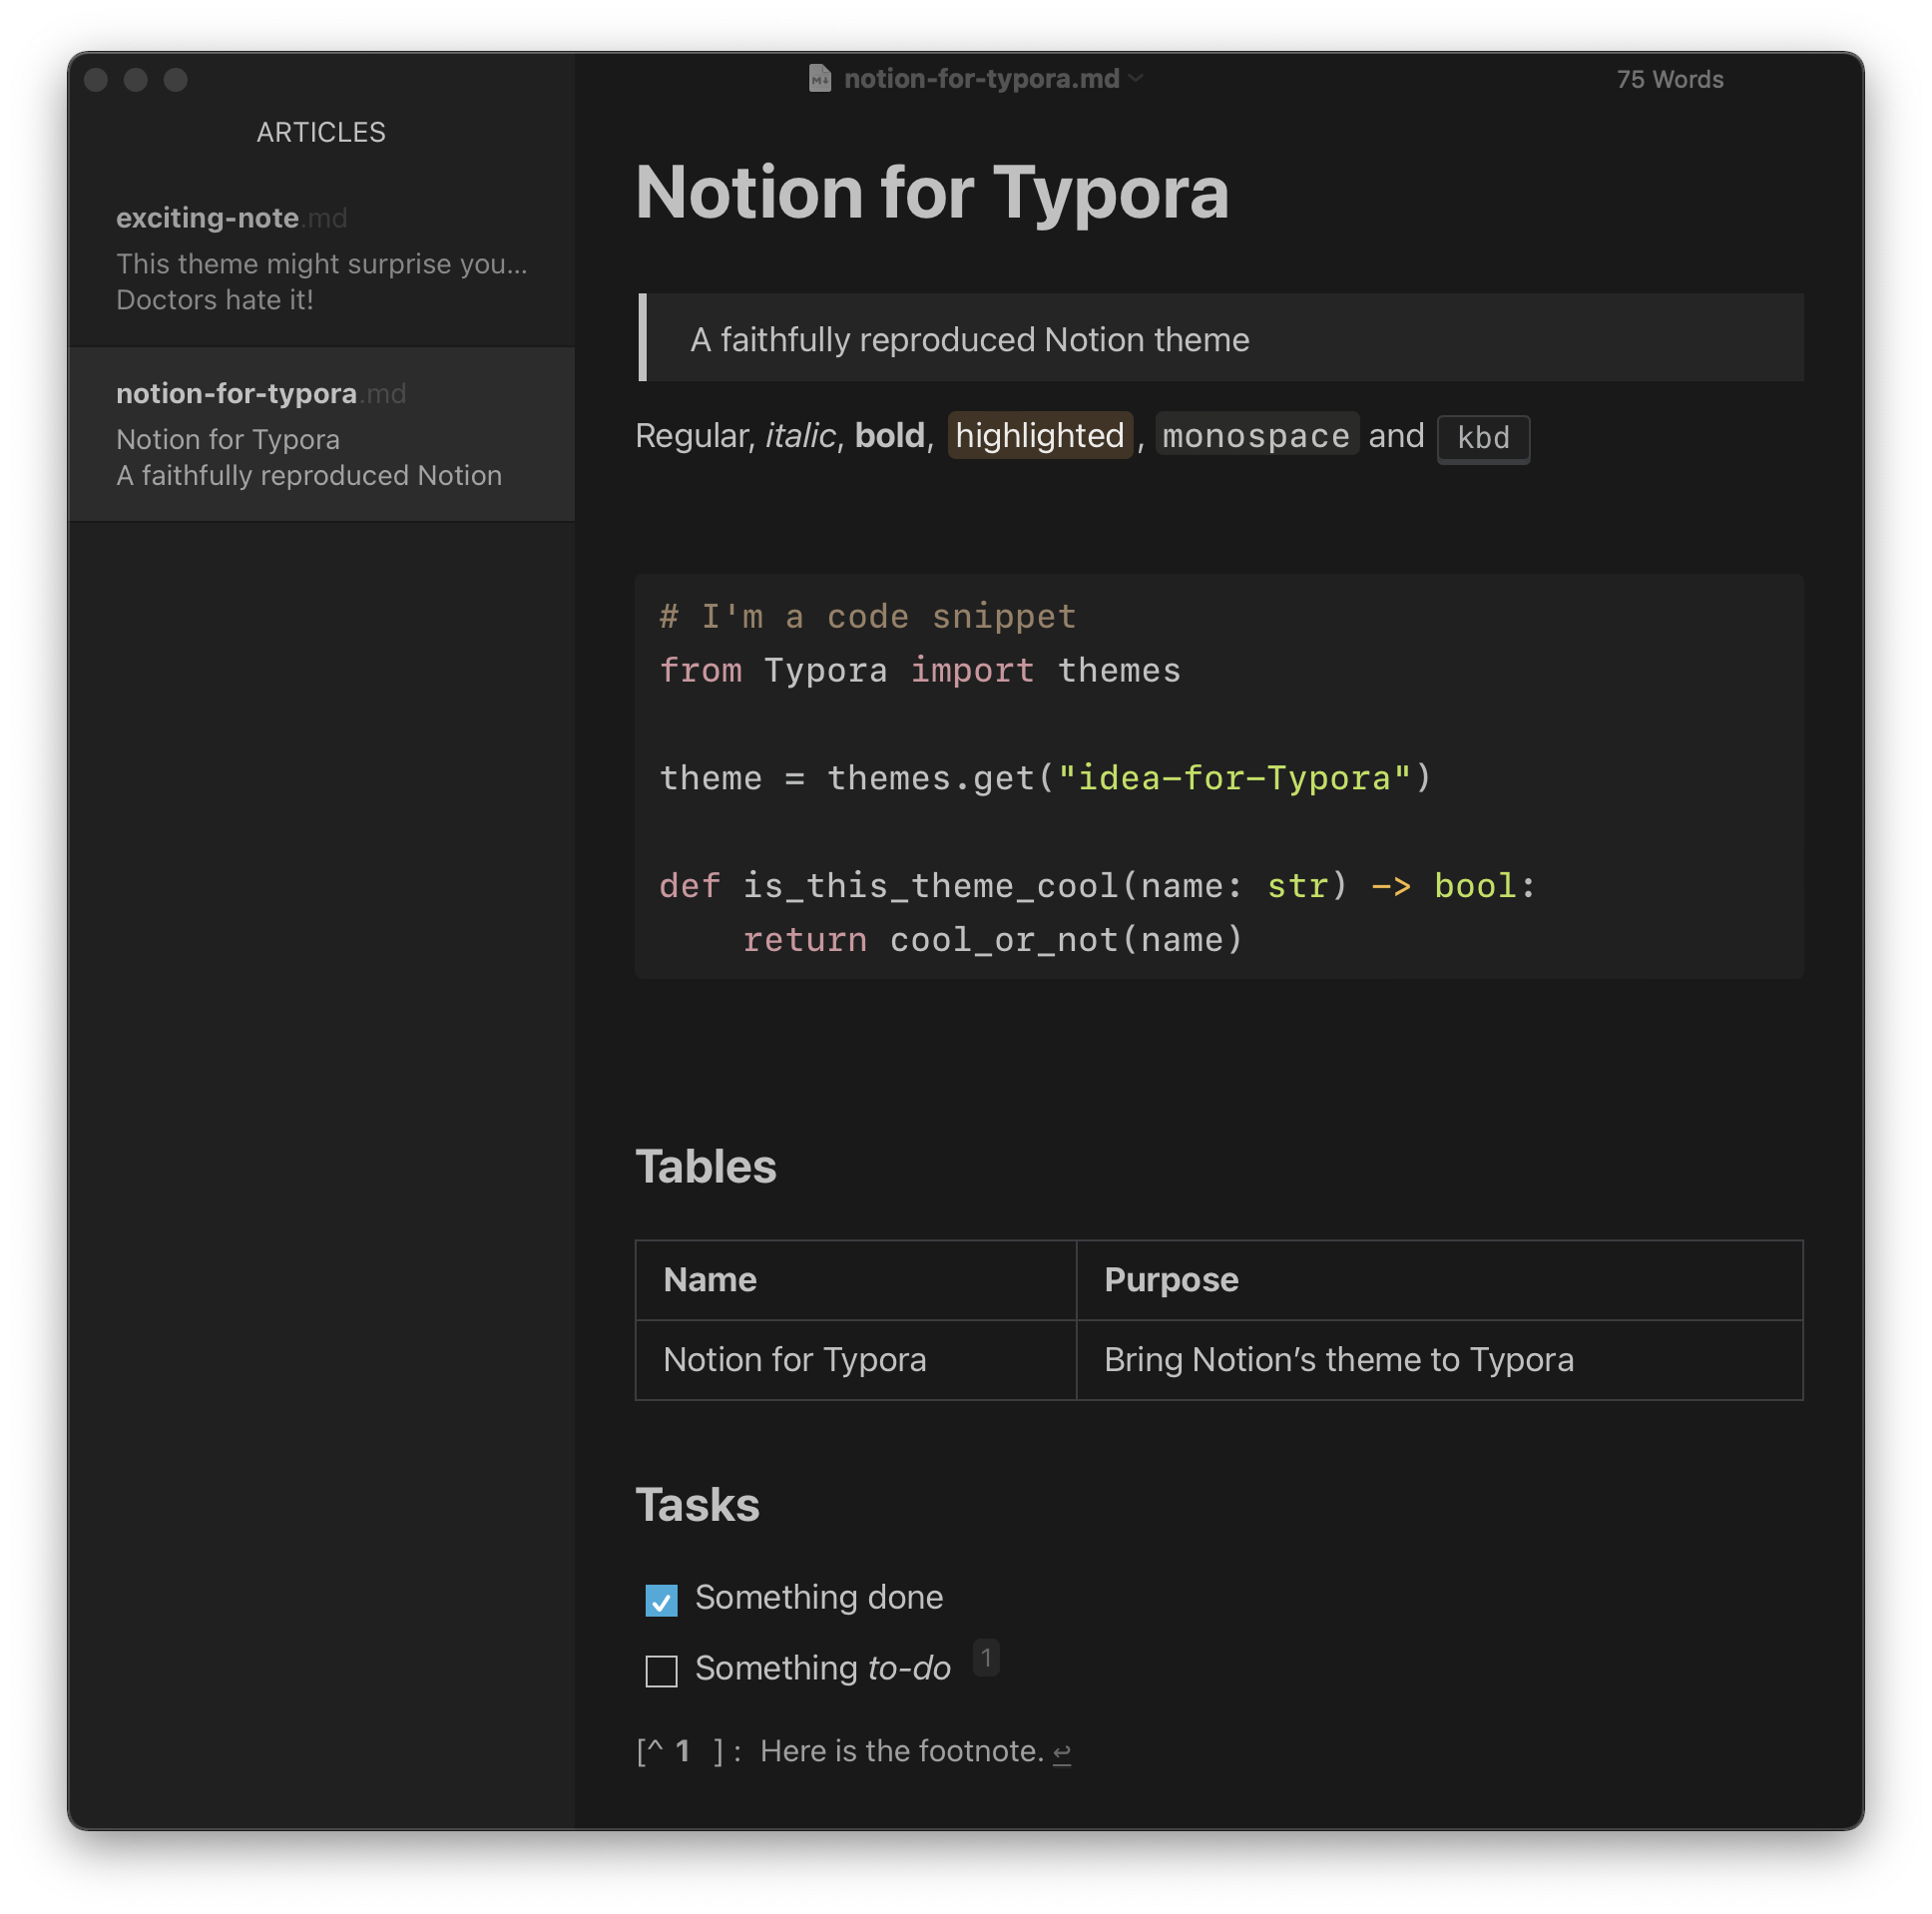 notion-for-typora.md
75 Words
ARTICLES
exciting-note.md
This theme might surprise you...
Doctors hate it!
notion-for-typora.md
Notion for Typora
A faithfully reproduced Notion
Notion for Typora
A faithfully reproduced Notion theme
Regular, italic, bold, highlighted, monospace and kbd
# I'm a code snippet
from Typora import themes
theme = themes.get("idea-for-Typora")
def is_this_theme_cool(name: str) -> bool:
    return cool_or_not(name)
Tables
Name Purpose
Notion for Typora Bring Notion’s theme to Typora
Tasks
Something done
Something to-do 1
[^ 1 ]: Here is the footnote. ↩